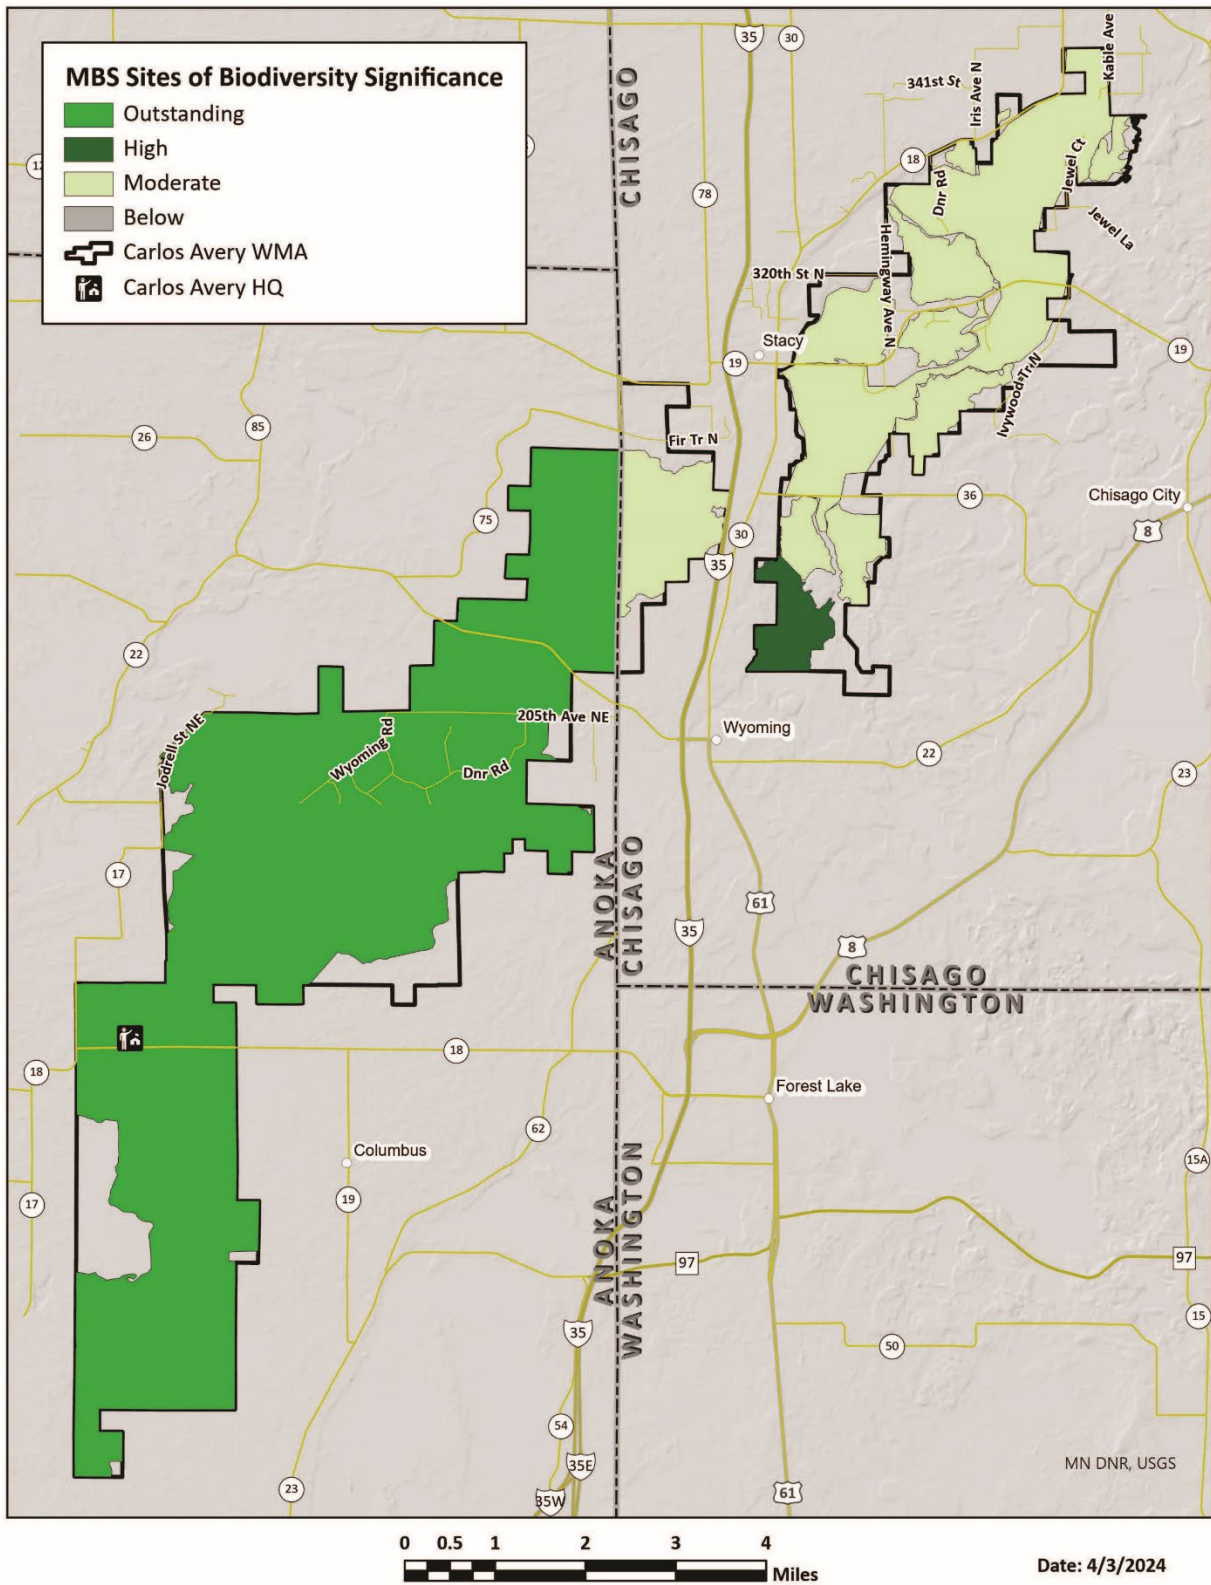 MBS Sites of Biodiversity Significance
Outstanding
High
Moderate
Below
Carlos Avery WMA
Carlos Avery HQ
35
30
Kable Ave
CHISAGO
341st St
Iris Ave N
18
78
Dnr Rd
Jewel Ct
Jewel La
Hemingway Ave N
320th St N
Stacy
19
19
Ivywood Tr N
85
26
Fir Tr N
75
36
Chisago City
8
30
35
22
205th Ave NE
Jodrell St NE
Wyoming Rd
Dnr Rd
Wyoming
22
23
17
ANOKA
CHISAGO
61
35
8
CHISAGO
WASHINGTON
18
18
Forest Lake
62
Columbus
15A
17
19
ANOKA
WASHINGTON
97
97
35
15
50
54
35E
35W
23
61
MN DNR, USGS
0 0.5 1 2 3 4
Miles
Date: 4/3/2024